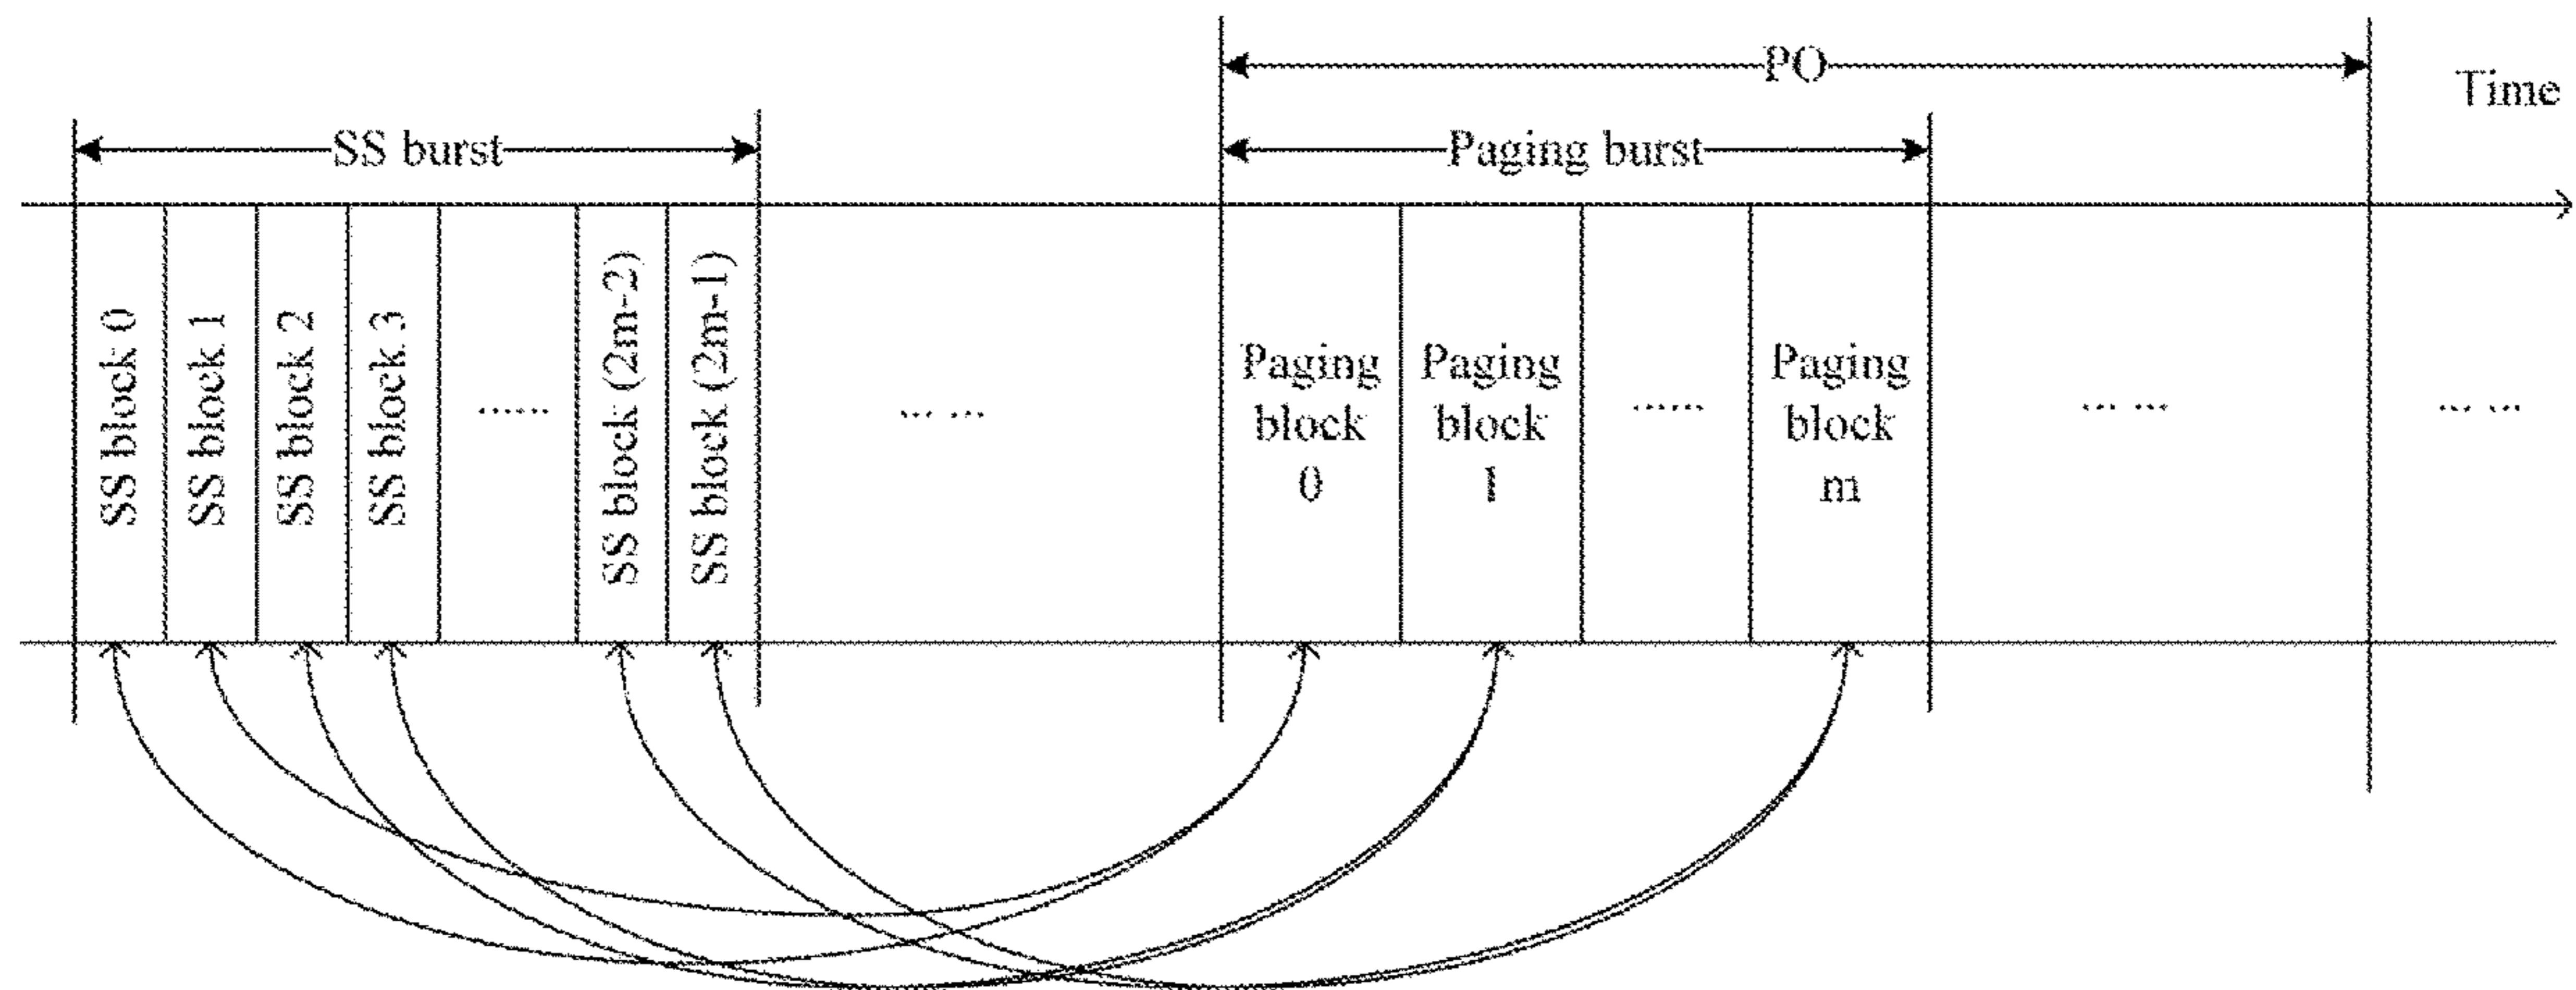 PO
Time
SS burst
Paging burst
SS block 0
SS block 1
SS block 2
SS block 3
......
SS block (2m-2)
SS block (2m-1)
... ...
Paging
block
0
Paging
block
1
......
Paging
block
m
... ...
... ...